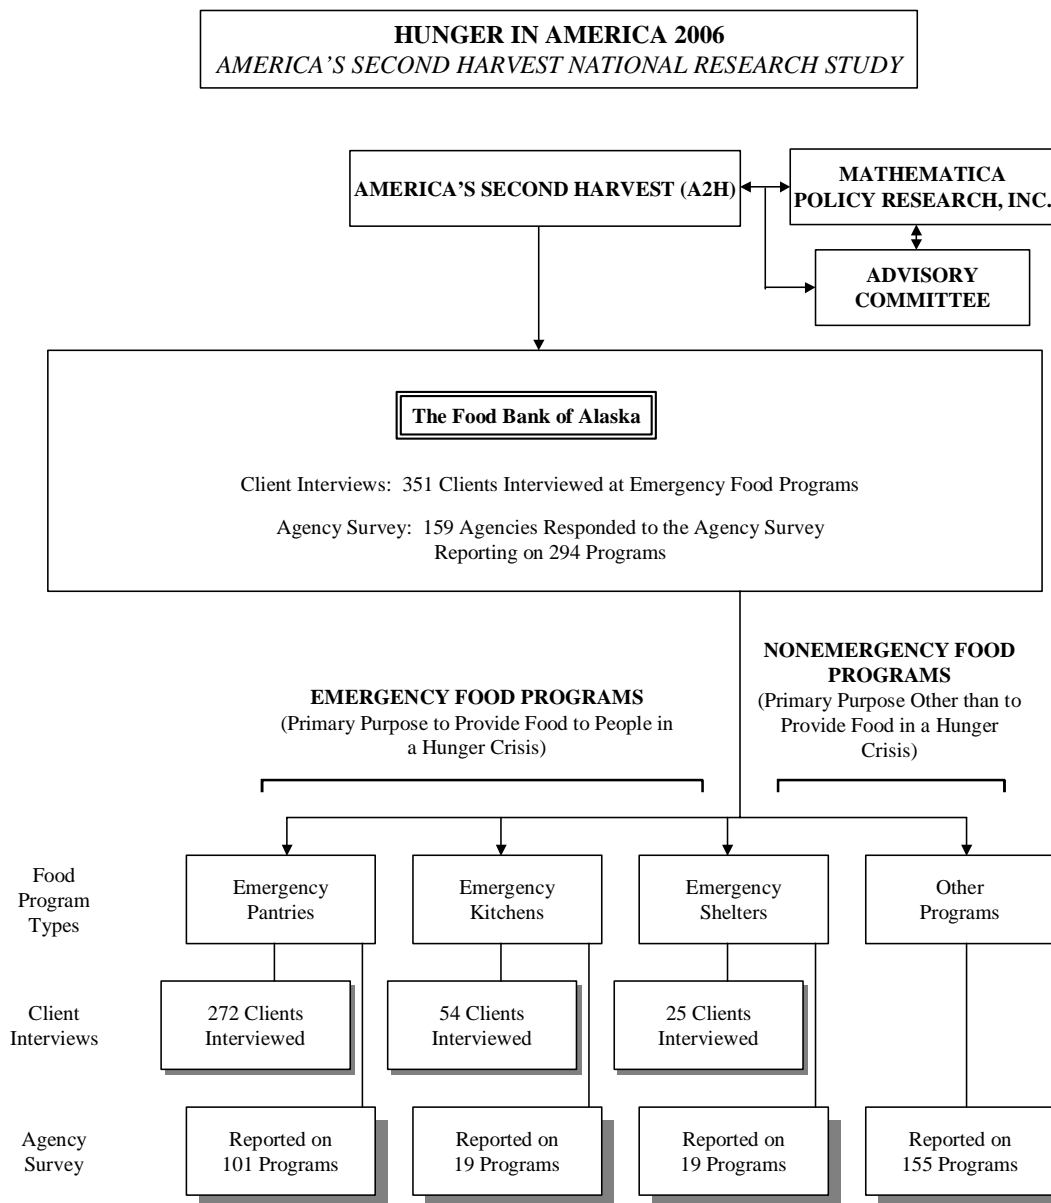 HUNGER IN AMERICA 2006
AMERICA'S SECOND HARVEST NATIONAL RESEARCH STUDY
AMERICA'S SECOND HARVEST (A2H)
MATHEMATICA
POLICY RESEARCH, INC.
ADVISORY
COMMITTEE
The Food Bank of Alaska
Client Interviews: 351 Clients Interviewed at Emergency Food Programs
Agency Survey: 159 Agencies Responded to the Agency Survey
Reporting on 294 Programs
EMERGENCY FOOD PROGRAMS
(Primary Purpose to Provide Food to People in
a Hunger Crisis)
NONEMERGENCY FOOD
PROGRAMS
(Primary Purpose Other than to
Provide Food in a Hunger
Crisis)
Food
Program
Types
Emergency
Pantries
Emergency
Kitchens
Emergency
Shelters
Other
Programs
Client
Interviews
272 Clients
Interviewed
54 Clients
Interviewed
25 Clients
Interviewed
Agency
Survey
Reported on
101 Programs
Reported on
19 Programs
Reported on
19 Programs
Reported on
155 Programs